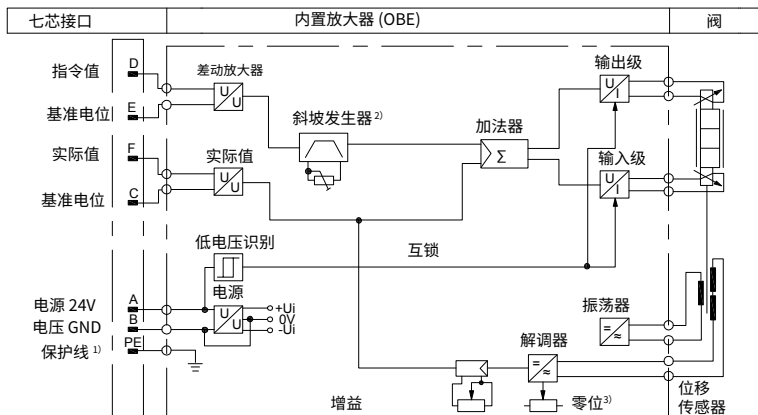 七芯接口
内置放大器 (OBE)
阀
指令值
D
差动放大器
U
U
输出级
U
I
基准电位
E
斜坡发生器2)
加法器
Σ
实际值
F
实际值
U
U
输入级
U
I
基准电位
C
低电压识别
互锁
电源
电源 24V
A
U
U
+Ui
0V
-Ui
电压 GND
B
保护线 1)
PE
振荡器
=
≈
解调器
=
≈
增益
零位3)
位移
传感器